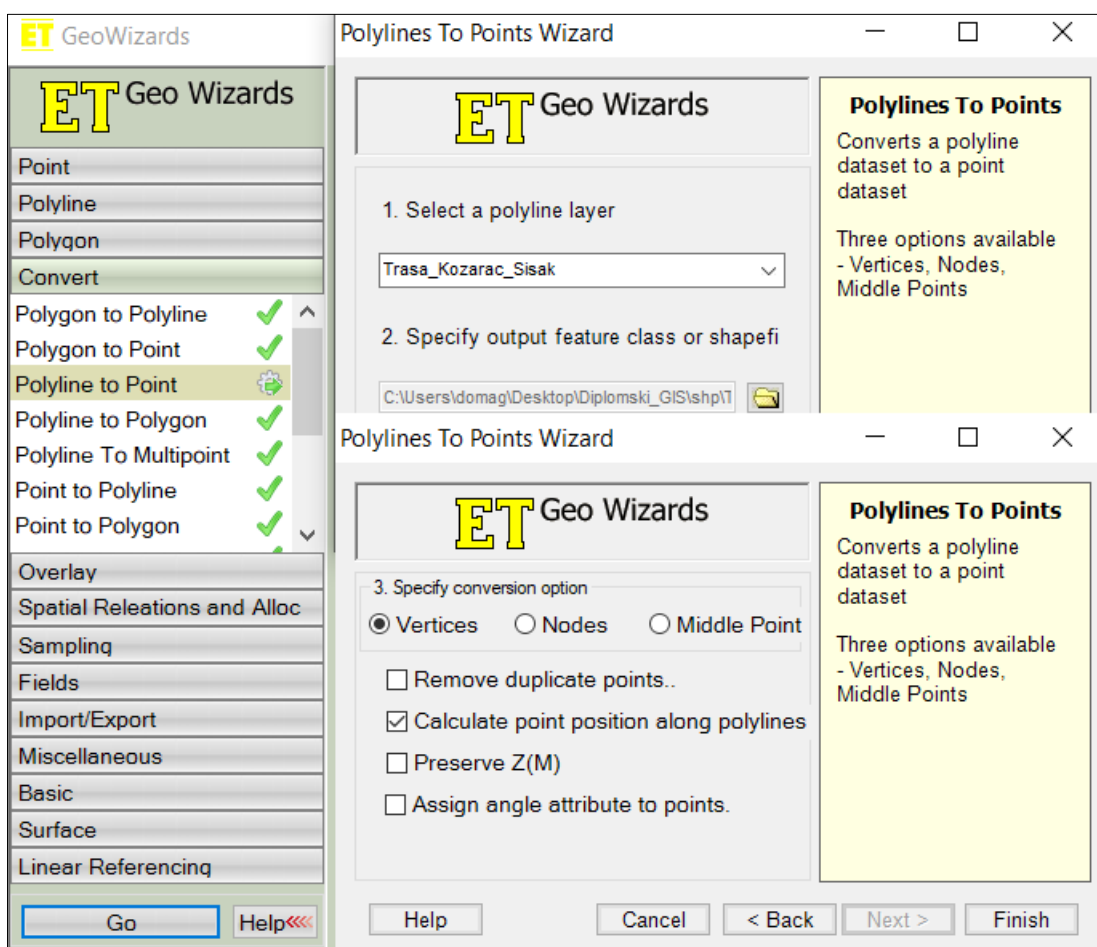 ET GeoWizards
ET Geo Wizards
Point
Polyline
Polygon
Convert
Polygon to Polyline
Polygon to Point
Polyline to Point
Polyline to Polygon
Polyline To Multipoint
Point to Polyline
Point to Polygon
Overlay
Spatial Releations and Alloc
Sampling
Fields
Import/Export
Miscellaneous
Basic
Surface
Linear Referencing
Go
Help
Polylines To Points Wizard
ET Geo Wizards
1. Select a polyline layer
Trasa_Kozarac_Sisak
2. Specify output feature class or shapefi
C:\Users\domag\Desktop\Diplomski_GIS\shp\T
Polylines To Points
Converts a polyline
dataset to a point
dataset
Three options available
- Vertices, Nodes,
Middle Points
Polylines To Points Wizard
ET Geo Wizards
3. Specify conversion option
Vertices
Nodes
Middle Point
Remove duplicate points..
Calculate point position along polylines
Preserve Z(M)
Assign angle attribute to points.
Polylines To Points
Converts a polyline
dataset to a point
dataset
Three options available
- Vertices, Nodes,
Middle Points
Help
Cancel
< Back
Next >
Finish